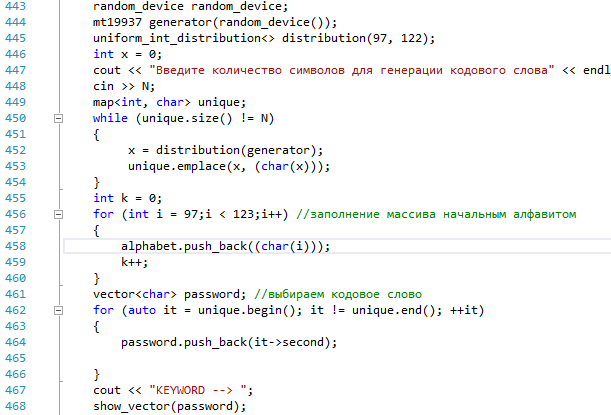 443 random_device random_device;
444 mt19937 generator(random_device());
445 uniform_int_distribution<> distribution(97, 122);
446 int x = 0;
447 cout << "Введите количество символов для генерации кодового слова" << endl
448 cin >> N;
449 map<int, char> unique;
450 while (unique.size() != N)
451 {
452 x = distribution(generator);
453 unique.emplace(x, (char(x)));
454 }
455 int k = 0;
456 for (int i = 97;i < 123;i++) //заполнение массива начальным алфавитом
457 {
458 alphabet.push_back((char(i)));
459 k++;
460 }
461 vector<char> password; //выбираем кодовое слово
462 for (auto it = unique.begin(); it != unique.end(); ++it)
463 {
464 password.push_back(it->second);
465
466 }
467 cout << "KEYWORD --> ";
468 show_vector(password);